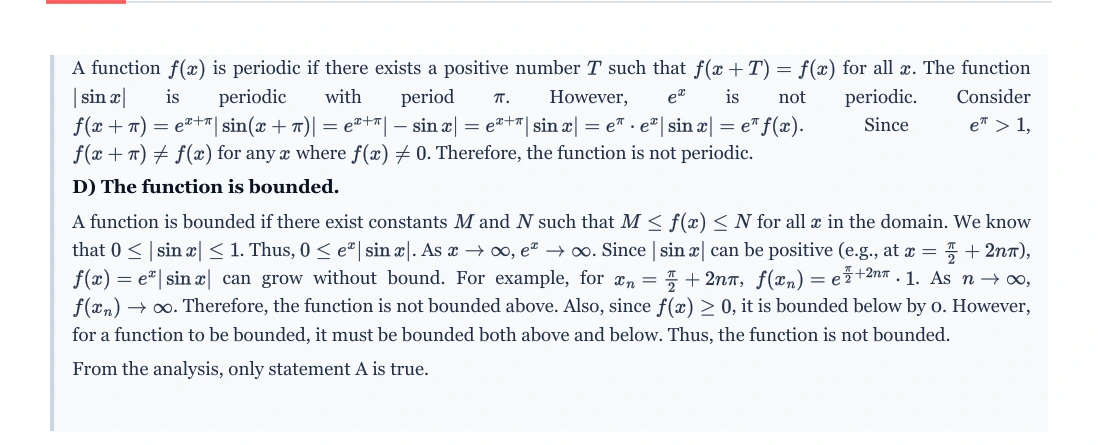 A function f(x) is periodic if there exists a positive number T such that f(x + T) = f(x) for all x. The function
| sin x| is periodic with period π. However, eˣ is not periodic. Consider
f(x + π) = e^{x+π}| sin(x + π)| = e^{x+π}| − sin x| = e^{x+π}| sin x| = e^π · e^x| sin x| = e^π f(x). Since e^π > 1,
f(x + π) ≠ f(x) for any x where f(x) ≠ 0. Therefore, the function is not periodic.
D) The function is bounded.
A function is bounded if there exist constants M and N such that M ≤ f(x) ≤ N for all x in the domain. We know
that 0 ≤ | sin x| ≤ 1. Thus, 0 ≤ e^x| sin x|. As x → ∞, e^x → ∞. Since | sin x| can be positive (e.g., at x = π/2 + 2nπ),
f(x) = e^x| sin x| can grow without bound. For example, for x_n = π/2 + 2nπ, f(x_n) = e^{π/2+2nπ} · 1. As n → ∞,
f(x_n) → ∞. Therefore, the function is not bounded above. Also, since f(x) ≥ 0, it is bounded below by 0. However,
for a function to be bounded, it must be bounded both above and below. Thus, the function is not bounded.
From the analysis, only statement A is true.